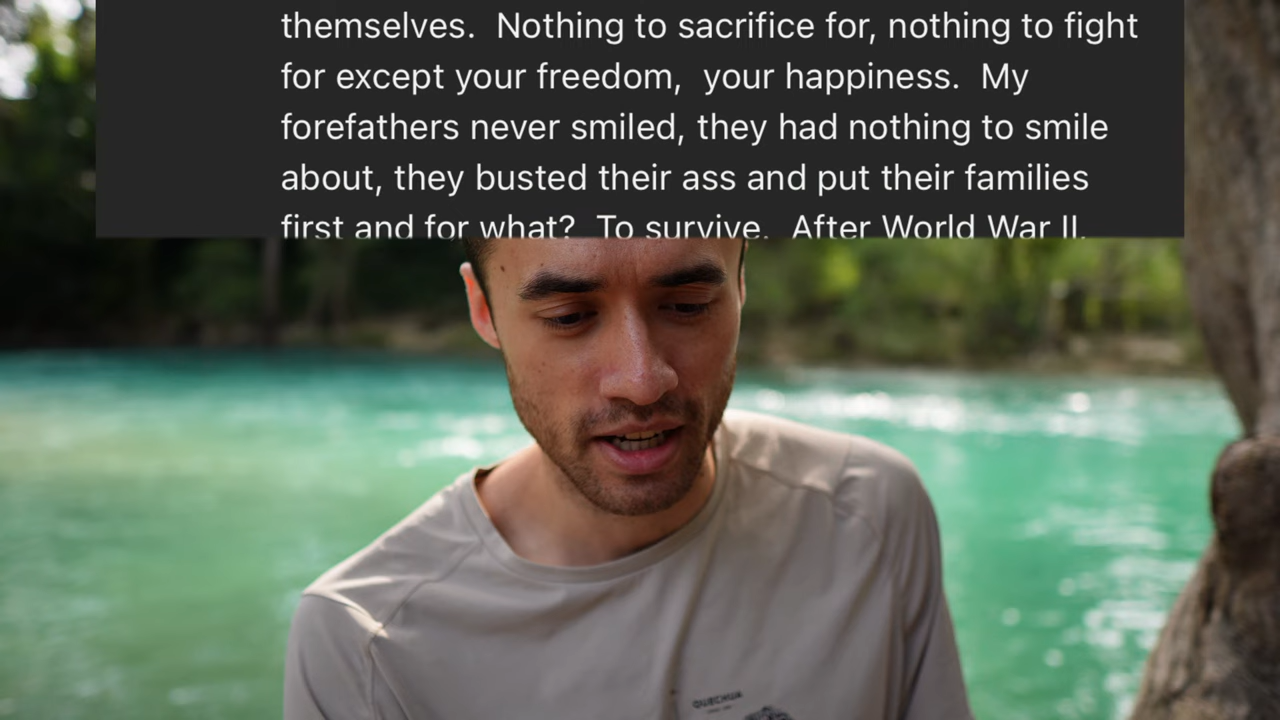 themselves.  Nothing to sacrifice for, nothing to fight
for except your freedom,  your happiness.  My
forefathers never smiled, they had nothing to smile
about, they busted their ass and put their families
first and for what?  To survive.  After World War II,
QUECHUA